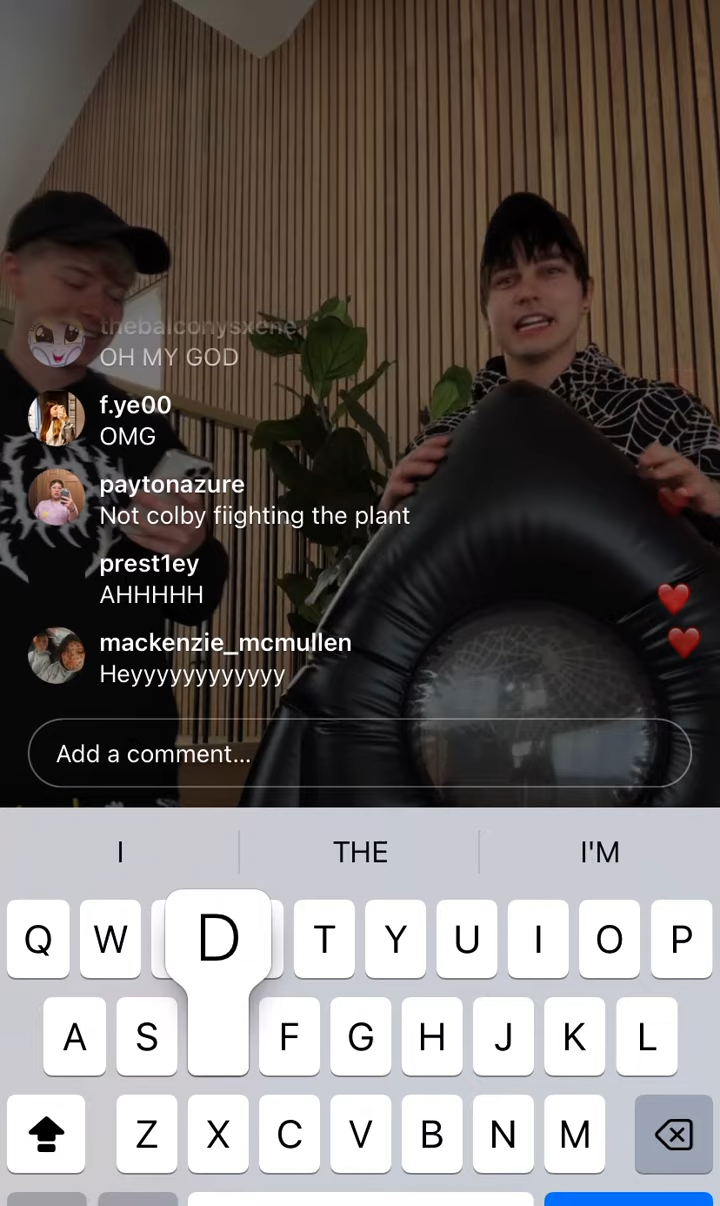 thebalconysxene
OH MY GOD
f.ye00
OMG
paytonazure
Not colby fiighting the plant
prest1ey
AHHHHH
mackenzie_mcmullen
Heyyyyyyyyyyyy
Add a comment...
I THE I'M
Q W D T Y U I O P
A S F G H J K L
Z X C V B N M